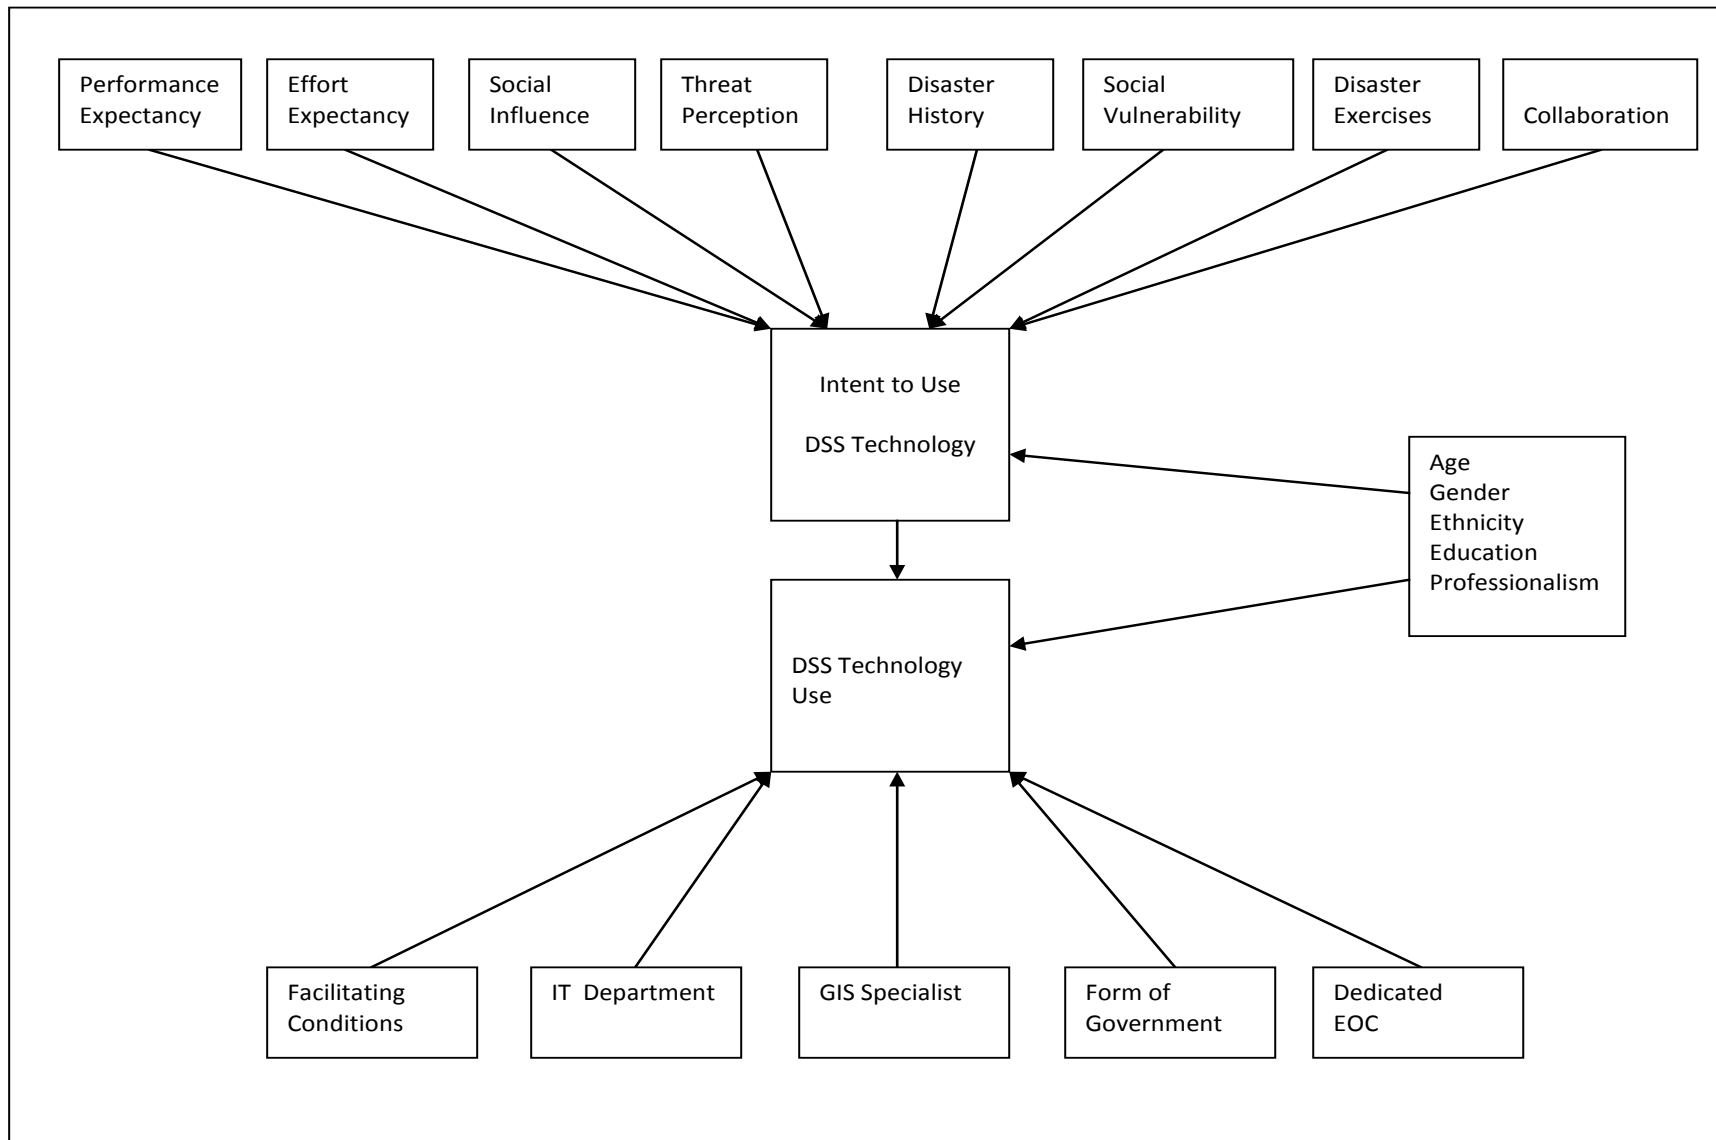 Performance
Expectancy
Effort
Expectancy
Social
Influence
Threat
Perception
Disaster
History
Social
Vulnerability
Disaster
Exercises
Collaboration
Intent to Use
DSS Technology
Age
Gender
Ethnicity
Education
Professionalism
DSS Technology
Use
Facilitating
Conditions
IT  Department
GIS Specialist
Form of
Government
Dedicated
EOC